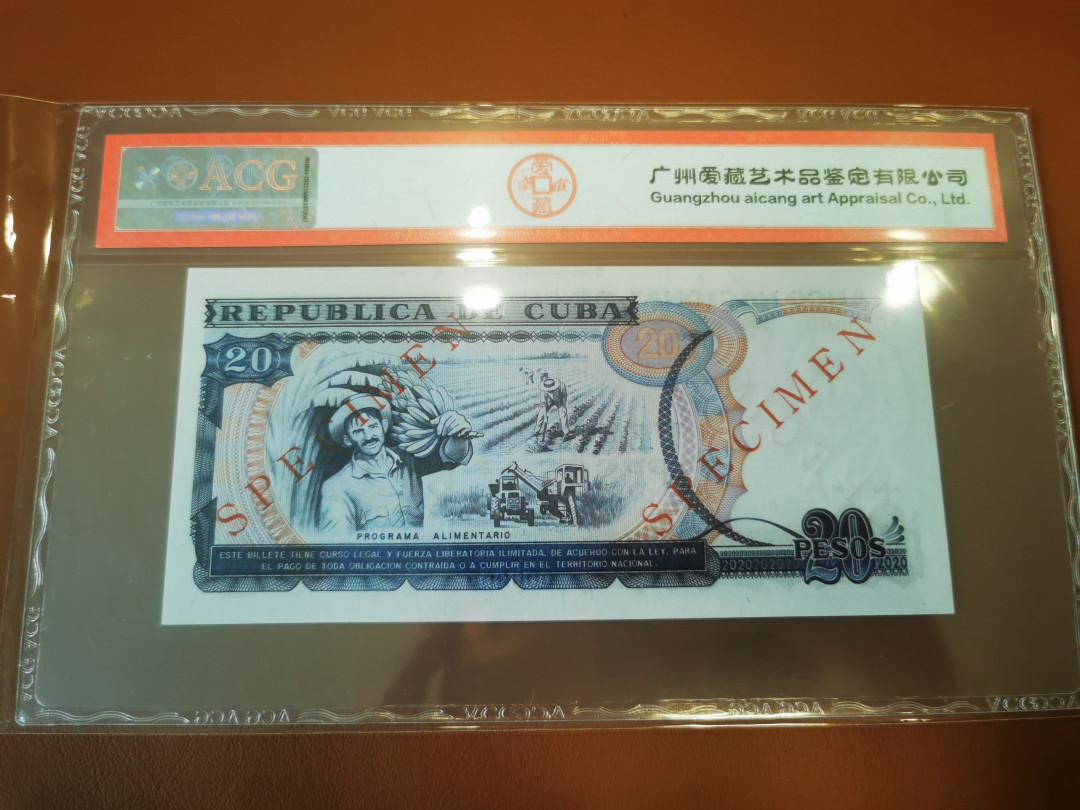 ACG
爱藏
广州爱藏艺术品鉴定有限公司
Guangzhou aicang art Appraisal Co., Ltd.
REPUBLICA DE CUBA
20
20
SPECIMEN
SPECIMEN
PROGRAMA ALIMENTARIO
ESTE BILLETE TIENE CURSO LEGAL Y FUERZA LIBERATORIA ILIMITADA, DE ACUERDO CON LA LEY, PARA
EL PAGO DE TODA OBLIGACION CONTRAIDA O A CUMPLIR EN EL TERRITORIO NACIONAL.
20
PESOS